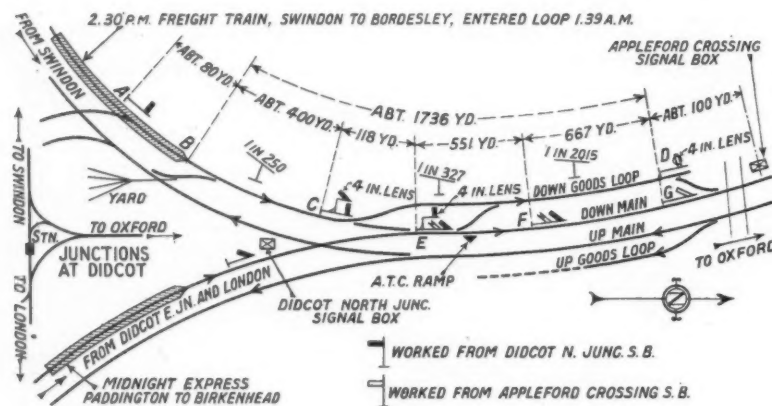 2.30 P.M. FREIGHT TRAIN, SWINDON TO BORDESLEY, ENTERED LOOP 1.39 A.M.
APPLEFORD CROSSING
SIGNAL BOX
FROM SWINDON
A
ABT. 80 YD.
B
ABT. 400 YD.
ABT. 1736 YD.
118 YD.
551 YD.
667 YD.
ABT. 100 YD.
1 IN 250
4 IN. LENS
1 IN 327
4 IN. LENS
1 IN 2015
D
4 IN. LENS
C
DOWN GOODS LOOP
E
F
DOWN MAIN
G
UP MAIN
UP GOODS LOOP
TO OXFORD
A.T.C. RAMP
TO SWINDON
YARD
STN.
TO OXFORD
JUNCTIONS
AT DIDCOT
TO LONDON
DIDCOT NORTH JUNC.
SIGNAL BOX
FROM DIDCOT E. JN. AND LONDON
MIDNIGHT EXPRESS
PADDINGTON TO BIRKENHEAD
N
WORKED FROM DIDCOT N. JUNC. S.B.
WORKED FROM APPLEFORD CROSSING S.B.